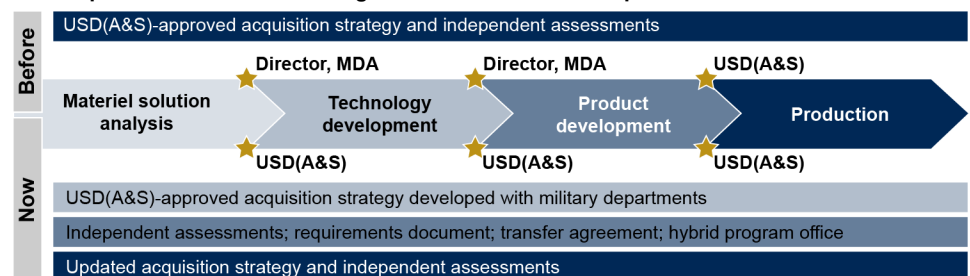 USD(A&S)-approved acquisition strategy and independent assessments
Before
Director, MDA
Director, MDA
USD(A&S)
Materiel solution
analysis
Technology
development
Product
development
Production
USD(A&S)
USD(A&S)
USD(A&S)
Now
USD(A&S)-approved acquisition strategy developed with military departments
Independent assessments; requirements document; transfer agreement; hybrid program office
Updated acquisition strategy and independent assessments